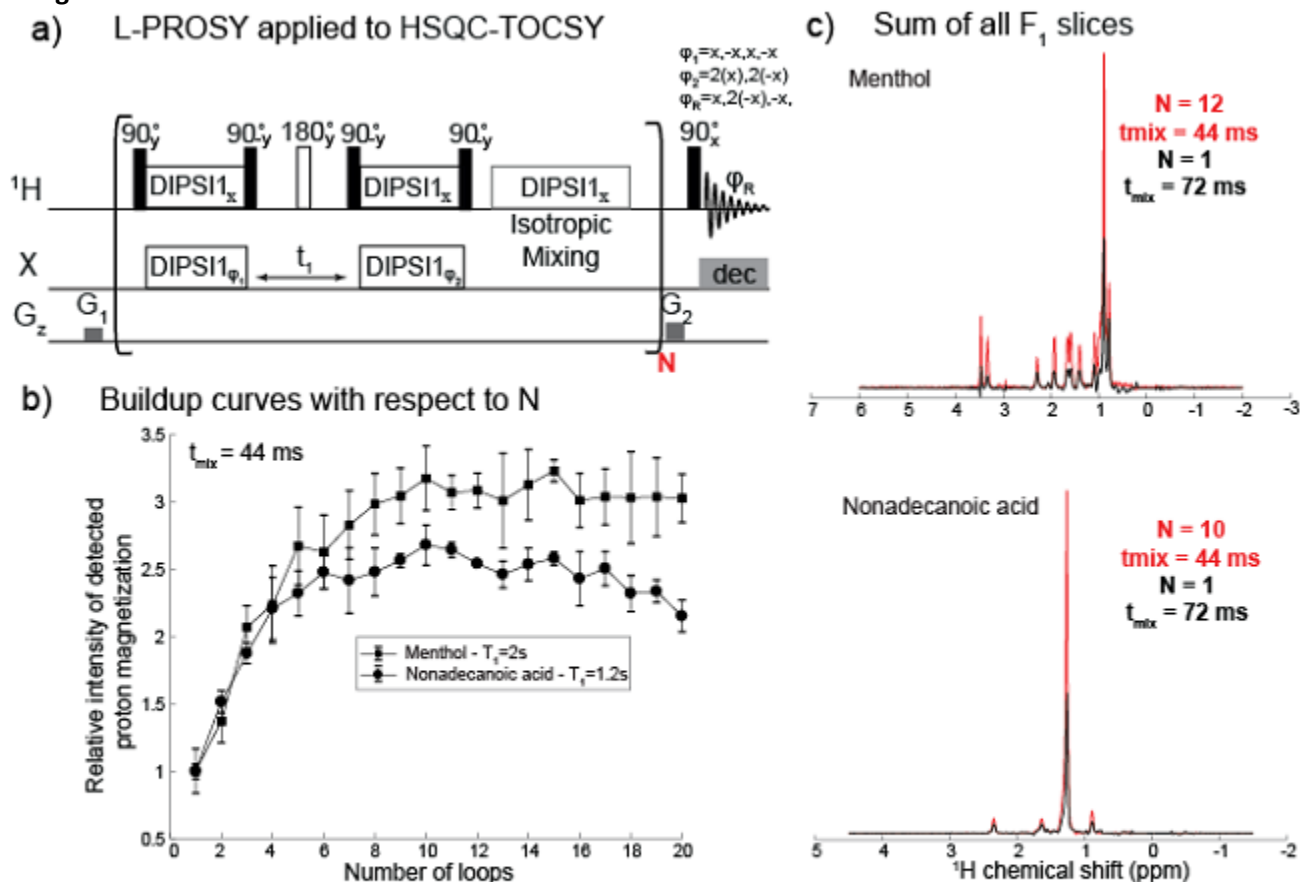 a) L-PROSY applied to HSQC-TOCSY
φ₁=x,-x,x,-x
φ₂=2(x),2(-x)
φ_R=x,2(-x),-x,
90°y 90°-y 180°y 90°-y 90°-y 90°x
¹H DIPSI1x DIPSI1x DIPSI1x φ_R
Isotropic
Mixing
X DIPSI1φ₁ t₁ DIPSI1φ₂ dec
Gz G₁ G₂
N
b) Buildup curves with respect to N
t_mix = 44 ms
Relative intensity of detected
proton magnetization
3.5
3
2.5
2
1.5
1
0.5
Menthol - T₁=2s
Nonadecanoic acid - T₁=1.2s
0 2 4 6 8 10 12 14 16 18 20
Number of loops
c) Sum of all F₁ slices
Menthol
N = 12
tmix = 44 ms
N = 1
t_mix = 72 ms
7 6 5 4 3 2 1 0 -1 -2 -3
Nonadecanoic acid
N = 10
tmix = 44 ms
N = 1
t_mix = 72 ms
5 4 3 2 1 0 -1 -2
¹H chemical shift (ppm)